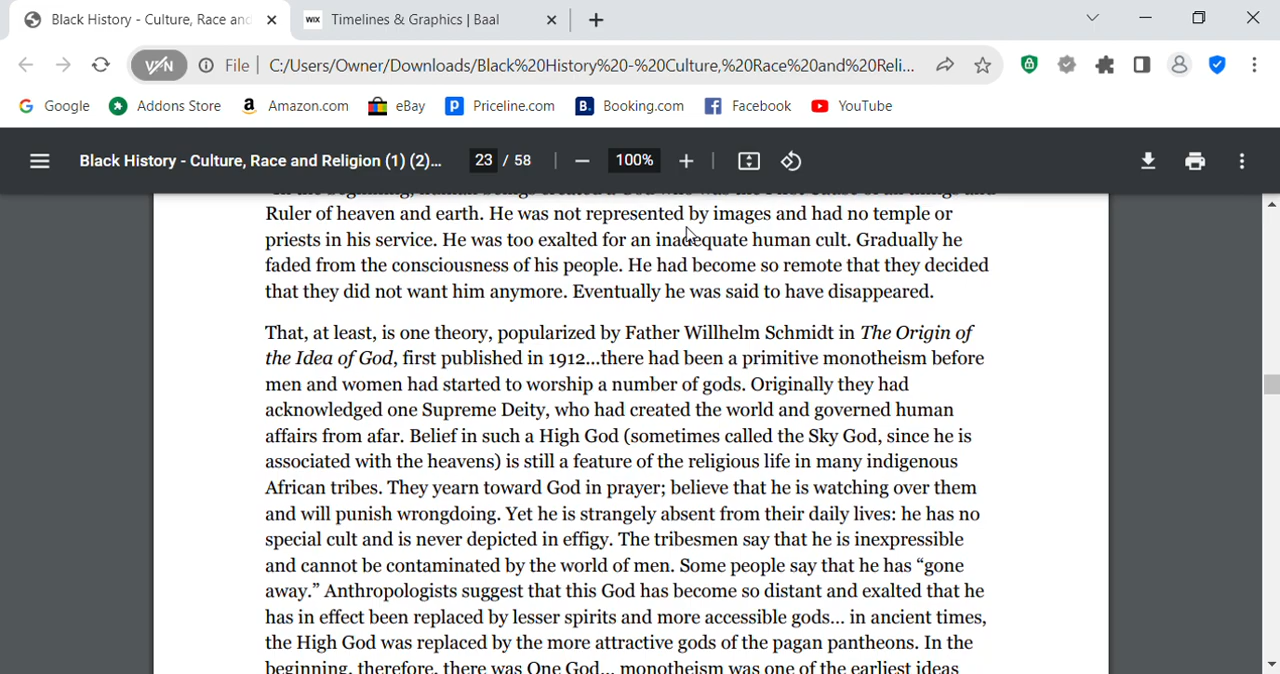 Black History - Culture, Race and
WIX Timelines & Graphics | Baal
VPN File C:/Users/Owner/Downloads/Black%20History%20-%20Culture,%20Race%20and%20Reli...
Google Addons Store Amazon.com eBay Priceline.com Booking.com Facebook YouTube
Black History - Culture, Race and Religion (1) (2)... 23 / 58 100%
Ruler of heaven and earth. He was not represented by images and had no temple or
priests in his service. He was too exalted for an inadequate human cult. Gradually he
faded from the consciousness of his people. He had become so remote that they decided
that they did not want him anymore. Eventually he was said to have disappeared.
That, at least, is one theory, popularized by Father Willhelm Schmidt in The Origin of
the Idea of God, first published in 1912...there had been a primitive monotheism before
men and women had started to worship a number of gods. Originally they had
acknowledged one Supreme Deity, who had created the world and governed human
affairs from afar. Belief in such a High God (sometimes called the Sky God, since he is
associated with the heavens) is still a feature of the religious life in many indigenous
African tribes. They yearn toward God in prayer; believe that he is watching over them
and will punish wrongdoing. Yet he is strangely absent from their daily lives: he has no
special cult and is never depicted in effigy. The tribesmen say that he is inexpressible
and cannot be contaminated by the world of men. Some people say that he has “gone
away.” Anthropologists suggest that this God has become so distant and exalted that he
has in effect been replaced by lesser spirits and more accessible gods... in ancient times,
the High God was replaced by the more attractive gods of the pagan pantheons. In the
beginning, therefore, there was One God... monotheism was one of the earliest ideas